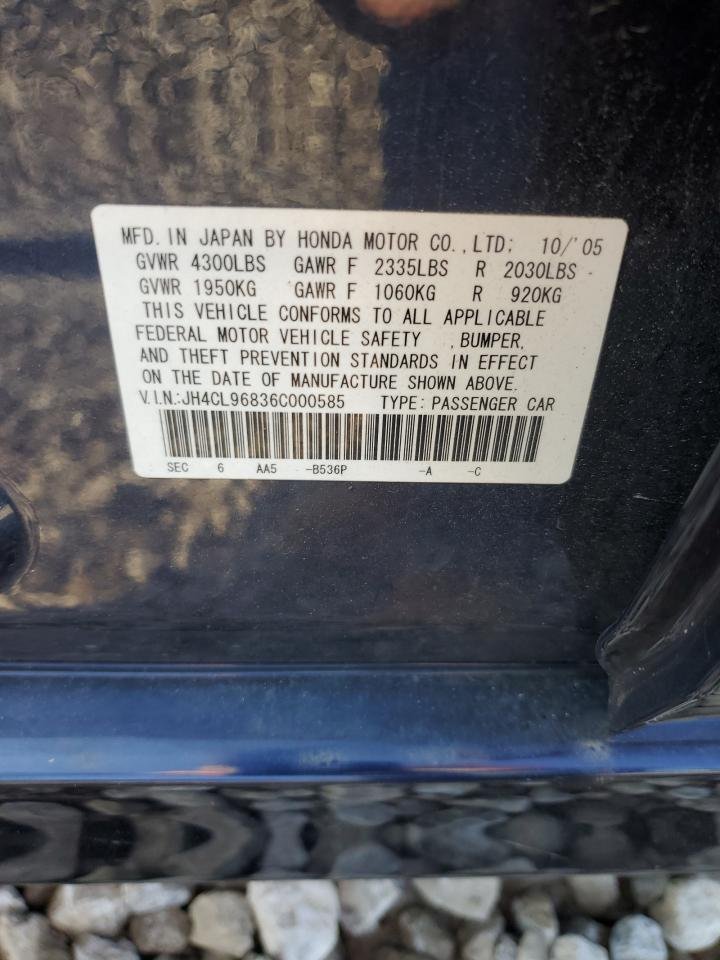 MFD. IN JAPAN BY HONDA MOTOR CO., LTD; 10/'05
GVWR 4300LBS GAWR F 2335LBS R 2030LBS
GVWR 1950KG GAWR F 1060KG R 920KG
THIS VEHICLE CONFORMS TO ALL APPLICABLE
FEDERAL MOTOR VEHICLE SAFETY , BUMPER,
AND THEFT PREVENTION STANDARDS IN EFFECT
ON THE DATE OF MANUFACTURE SHOWN ABOVE.
V.I.N.:JH4CL96836C000585 TYPE: PASSENGER CAR
SEC 6 AA5 -B536P -A -C